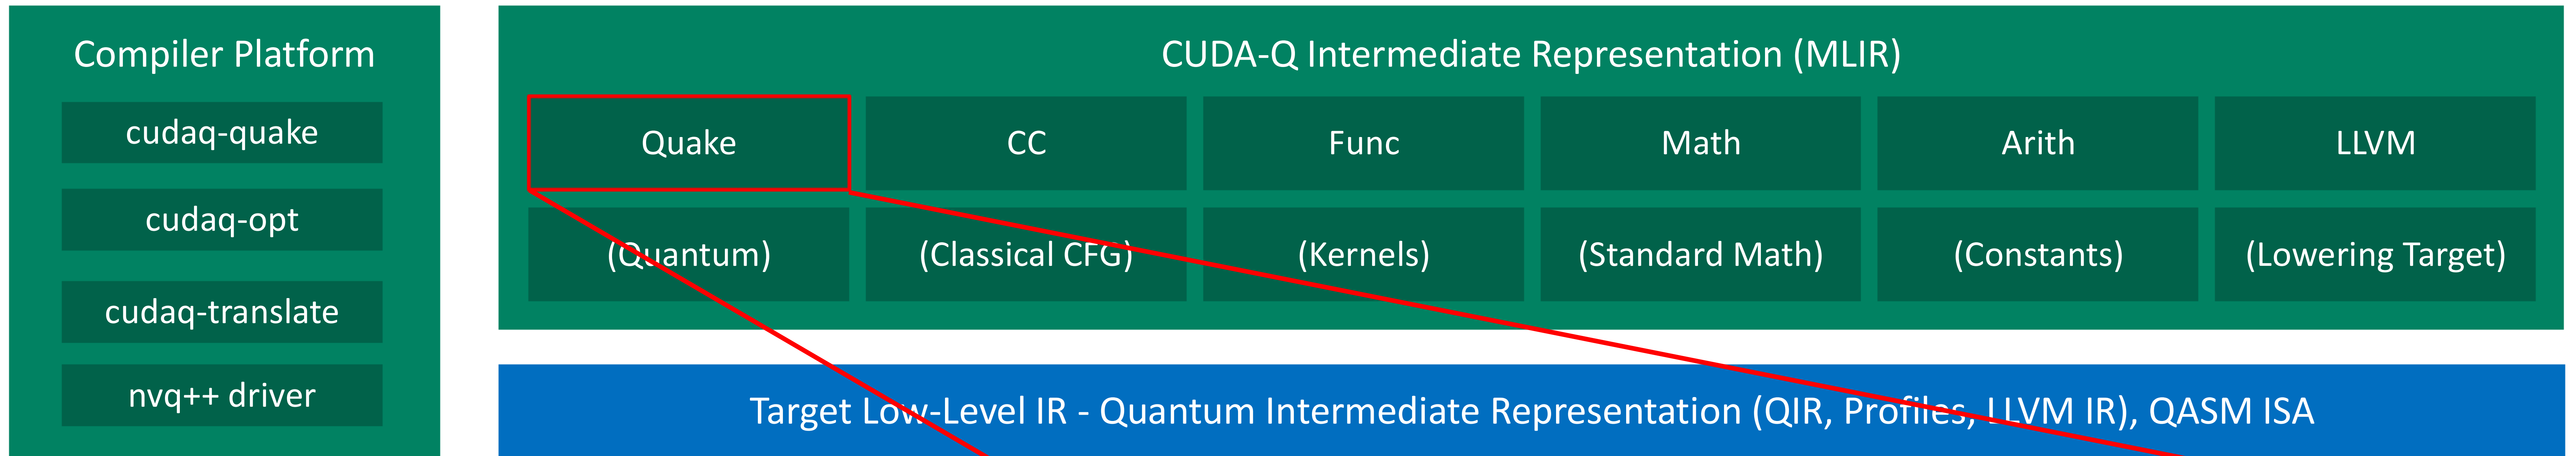 Compiler Platform
cudaq-quake
cudaq-opt
cudaq-translate
nvq++ driver
CUDA-Q Intermediate Representation (MLIR)
Quake
CC
Func
Math
Arith
LLVM
(Quantum)
(Classical CFG)
(Kernels)
(Standard Math)
(Constants)
(Lowering Target)
Target Low-Level IR - Quantum Intermediate Representation (QIR, Profiles, LLVM IR), QASM ISA